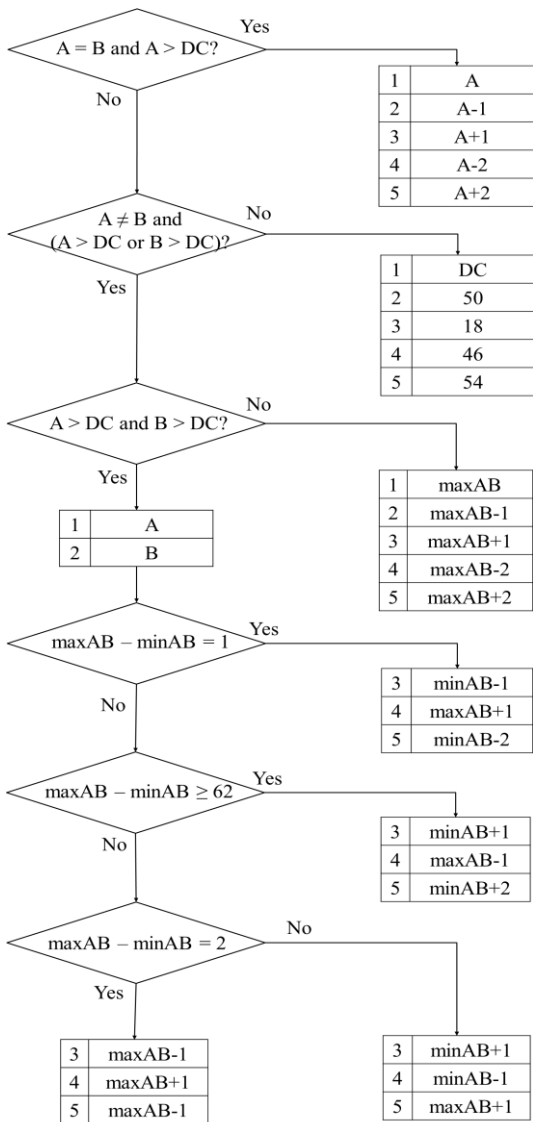 A = B and A > DC?
Yes
No
1 A
2 A-1
3 A+1
4 A-2
5 A+2
A ≠ B and
(A > DC or B > DC)?
No
Yes
1 DC
2 50
3 18
4 46
5 54
A > DC and B > DC?
No
Yes
1 maxAB
2 maxAB-1
3 maxAB+1
4 maxAB-2
5 maxAB+2
1 A
2 B
maxAB – minAB = 1
Yes
No
3 minAB-1
4 maxAB+1
5 minAB-2
maxAB – minAB ≥ 62
Yes
No
3 minAB+1
4 maxAB-1
5 minAB+2
maxAB – minAB = 2
No
Yes
3 maxAB-1
4 maxAB+1
5 maxAB-1
3 minAB+1
4 minAB-1
5 maxAB+1